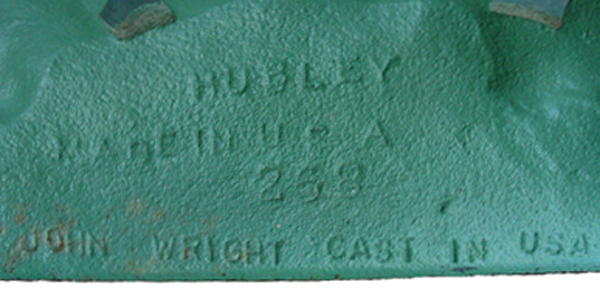 HUBLEY
MADE IN U S A
268
JOHN WRIGHT CAST IN USA